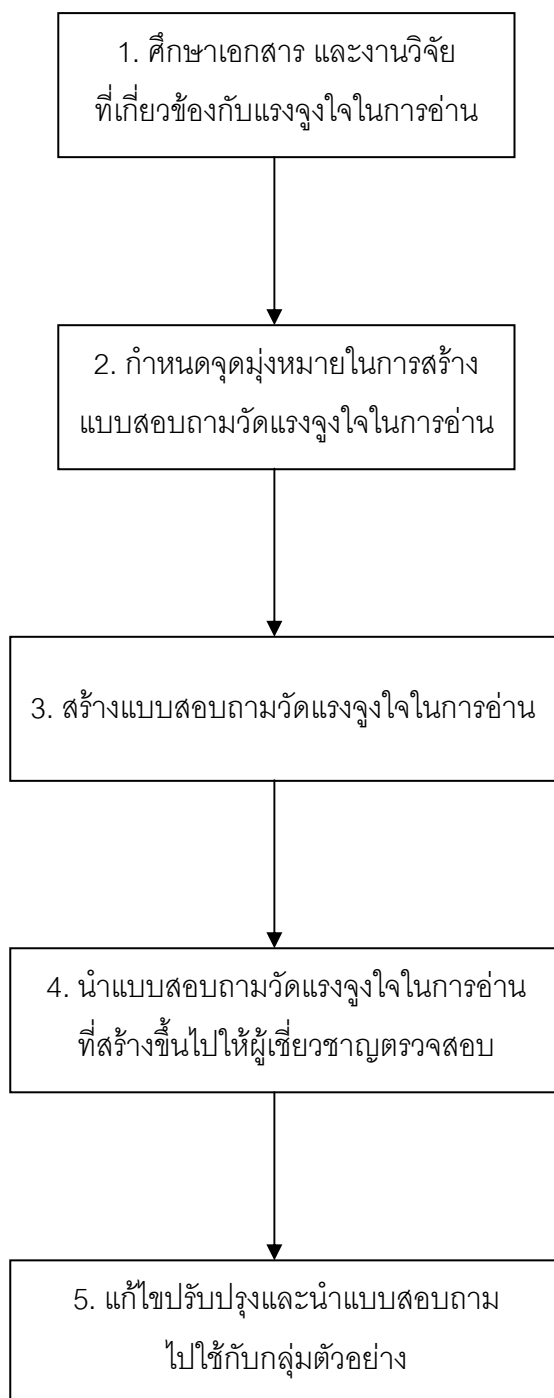 1. ศึกษาเอกสาร และงานวิจัย
ที่เกี่ยวข้องกับแรงจูงใจในการอ่าน
2. กำหนดจุดมุ่งหมายในการสร้าง
แบบสอบถามวัดแรงจูงใจในการอ่าน
3. สร้างแบบสอบถามวัดแรงจูงใจในการอ่าน
4. นำแบบสอบถามวัดแรงจูงใจในการอ่าน
ที่สร้างขึ้นไปให้ผู้เชี่ยวชาญตรวจสอบ
5. แก้ไขปรับปรุงและนำแบบสอบถาม
ไปใช้กับกลุ่มตัวอย่าง